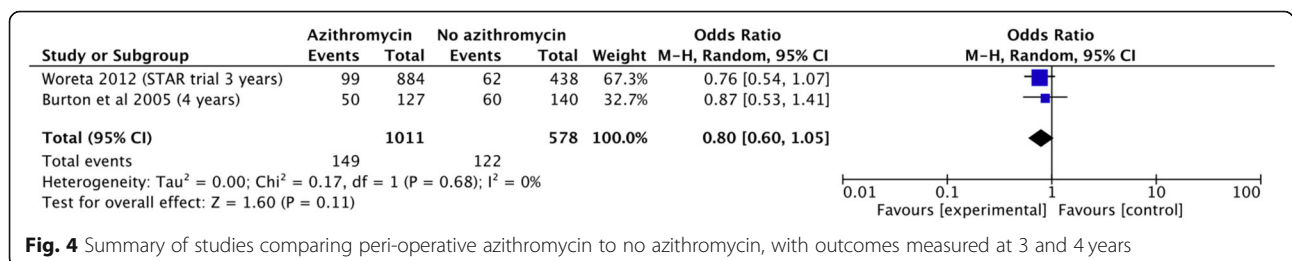 Azithromycin No azithromycin Odds Ratio Odds Ratio
Study or Subgroup Events Total Events Total Weight M-H, Random, 95% CI M-H, Random, 95% CI
Woreta 2012 (STAR trial 3 years) 99 884 62 438 67.3% 0.76 [0.54, 1.07]
Burton et al 2005 (4 years) 50 127 60 140 32.7% 0.87 [0.53, 1.41]
Total (95% CI) 1011 578 100.0% 0.80 [0.60, 1.05]
Total events 149 122
Heterogeneity: Tau² = 0.00; Chi² = 0.17, df = 1 (P = 0.68); I² = 0%
Test for overall effect: Z = 1.60 (P = 0.11)
0.01 0.1 1 10 100
Favours [experimental] Favours [control]
Fig. 4 Summary of studies comparing peri-operative azithromycin to no azithromycin, with outcomes measured at 3 and 4 years